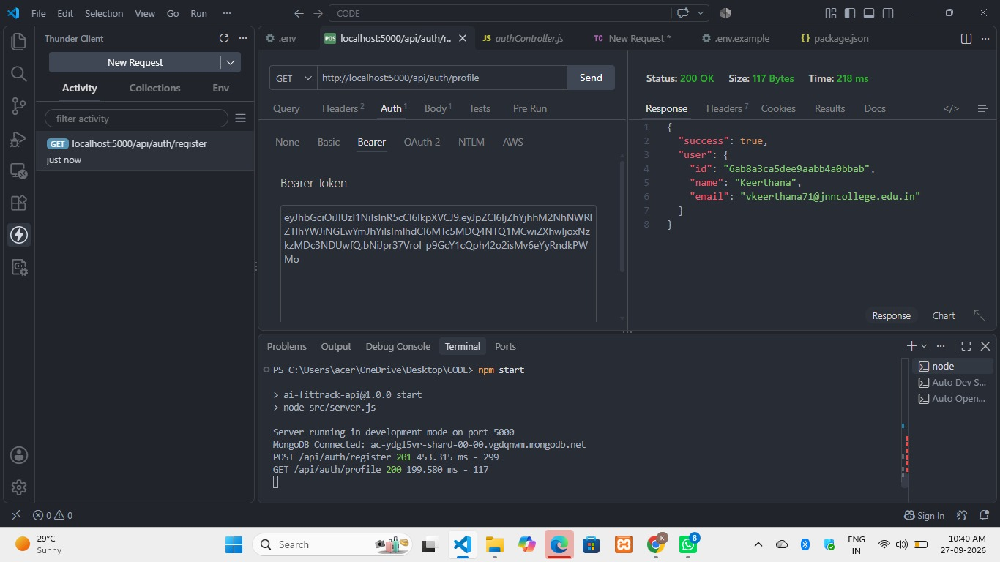 File Edit Selection View Go Run ···
CODE
Thunder Client
New Request
Activity Collections Env
filter activity
GET localhost:5000/api/auth/register
just now
.env
POS localhost:5000/api/auth/r..
JS authController.js
TC New Request *
.env.example
{} package.json
GET http://localhost:5000/api/auth/profile Send
Query Headers 2 Auth 1 Body 1 Tests Pre Run
None Basic Bearer OAuth 2 NTLM AWS
Bearer Token
Status: 200 OK Size: 117 Bytes Time: 218 ms
Response Headers 7 Cookies Results Docs </>
1 {
2 "success": true,
3 "user": {
4 "id": "6ab8a3ca5dee9aabb4a0bbab",
5 "name": "Keerthana",
6 "email": "vkeerthana71@jnncollege.edu.in"
7 }
8 }
Response Chart
Problems Output Debug Console Terminal Ports
PS C:\Users\acer\OneDrive\Desktop\CODE> npm start
> ai-fittrack-api@1.0.0 start
> node src/server.js
Server running in development mode on port 5000
MongoDB Connected: ac-ydgl5vr-shard-00-00.vgdqnwm.mongodb.net
POST /api/auth/register 201 453.315 ms - 299
GET /api/auth/profile 200 199.580 ms - 117
node
Auto Dev S...
Auto Open...
0 0
Sign In
29°C
Sunny
Search
K
8
ENG
IN
10:40 AM
27-09-2026